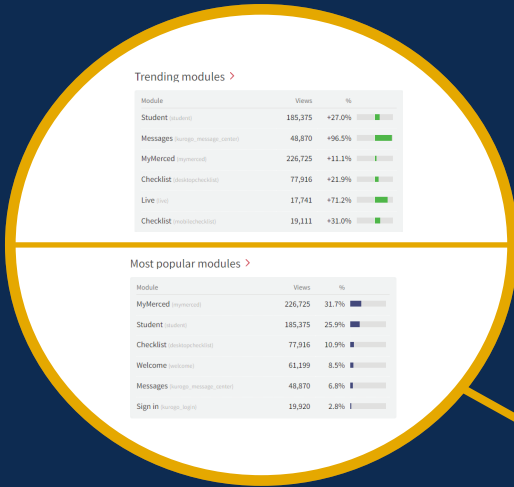 Trending modules >
Module Views %
Student (student) 185,375 +27.0%
Messages (kurogo_message_center) 48,870 +96.5%
MyMerced (mymerced) 226,725 +11.1%
Checklist (desktopchecklist) 77,916 +21.9%
Live (live) 17,741 +71.2%
Checklist (mobilechecklist) 19,111 +31.0%
Most popular modules >
Module Views %
MyMerced (mymerced) 226,725 31.7%
Student (student) 185,375 25.9%
Checklist (desktopchecklist) 77,916 10.9%
Welcome (welcome) 61,199 8.5%
Messages (kurogo_message_center) 48,870 6.8%
Sign in (kurogo_login) 19,920 2.8%